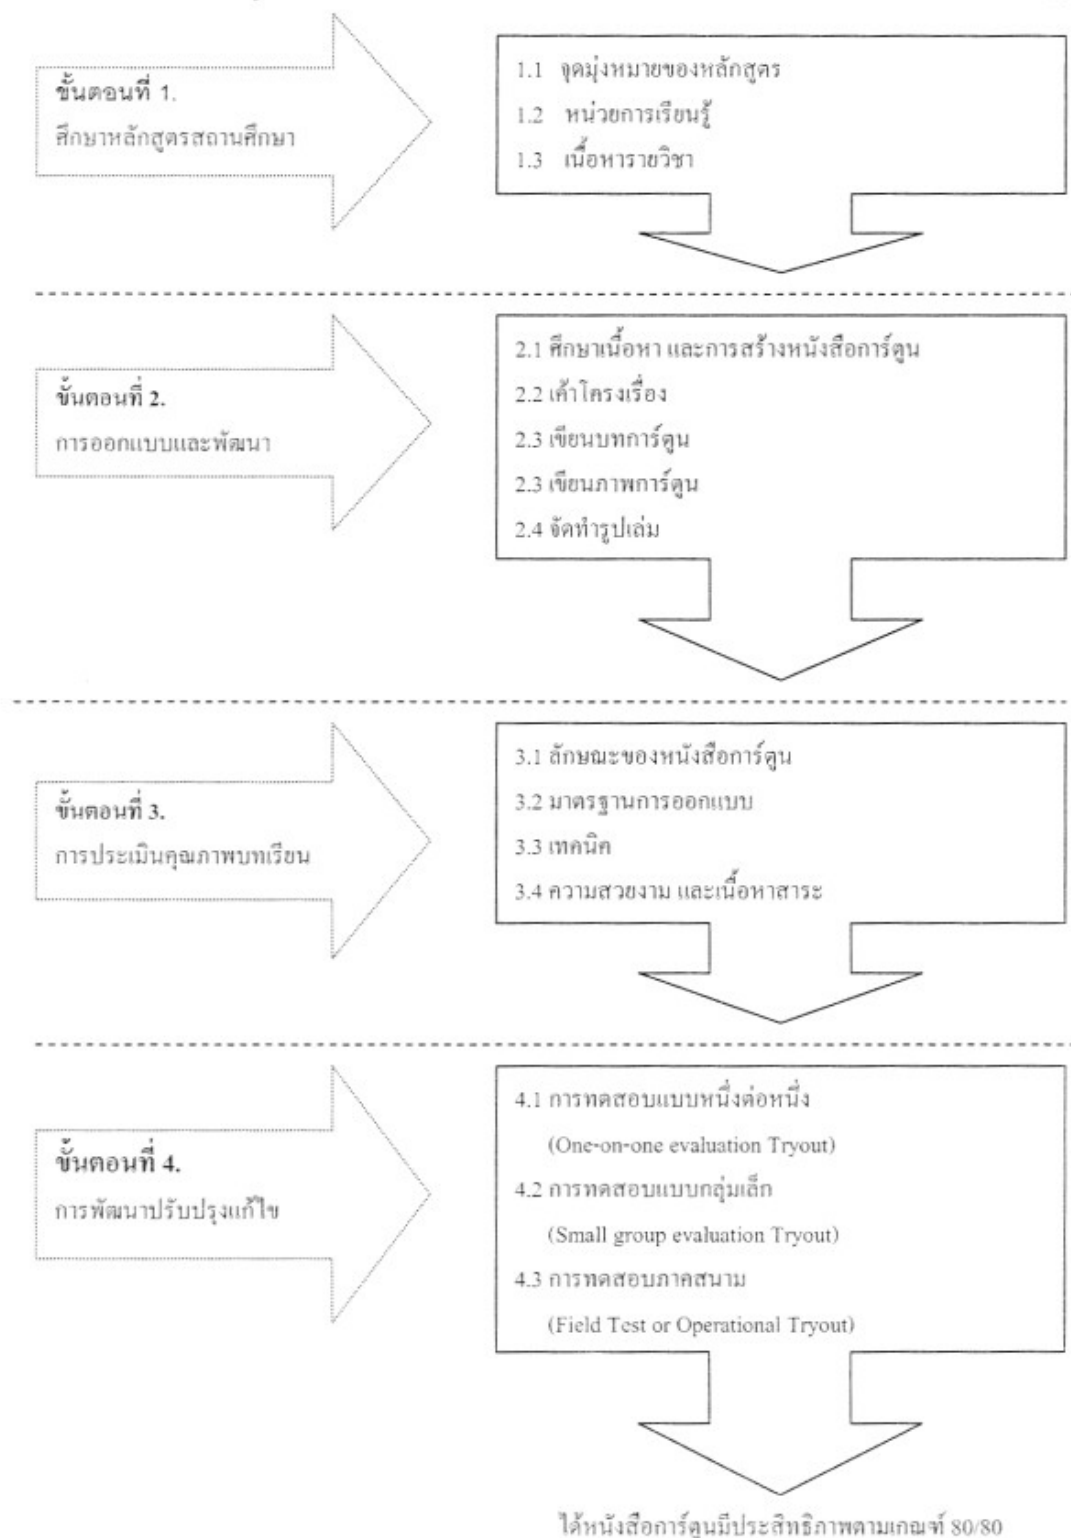 ขั้นตอนที่ 1.
ศึกษาหลักสูตรสถานศึกษา
1.1 จุดมุ่งหมายของหลักสูตร
1.2 หน่วยการเรียนรู้
1.3 เนื้อหารายวิชา
ขั้นตอนที่ 2.
การออกแบบและพัฒนา
2.1 ศึกษาเนื้อหา และการสร้างหนังสือการ์ตูน
2.2 เค้าโครงเรื่อง
2.3 เขียนบทการ์ตูน
2.3 เขียนภาพการ์ตูน
2.4 จัดทำรูปเล่ม
ขั้นตอนที่ 3.
การประเมินคุณภาพบทเรียน
3.1 ลักษณะของหนังสือการ์ตูน
3.2 มาตรฐานการออกแบบ
3.3 เทคนิค
3.4 ความสวยงาม และเนื้อหาสาระ
ขั้นตอนที่ 4.
การพัฒนาปรับปรุงแก้ไข
4.1 การทดสอบแบบหนึ่งต่อหนึ่ง
(One-on-one evaluation Tryout)
4.2 การทดสอบแบบกลุ่มเล็ก
(Small group evaluation Tryout)
4.3 การทดสอบภาคสนาม
(Field Test or Operational Tryout)
ได้หนังสือการ์ตูนมีประสิทธิภาพตามเกณฑ์ 80/80